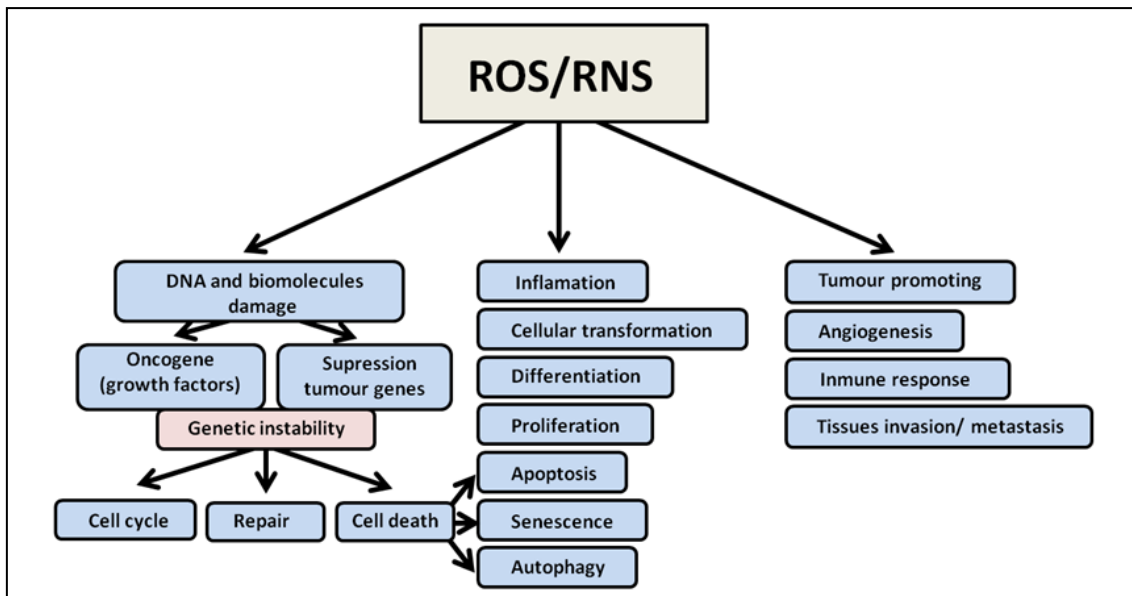 ROS/RNS
DNA and biomolecules
damage
Oncogene
(growth factors)
Supression
tumour genes
Genetic instability
Cell cycle
Repair
Cell death
Inflamation
Cellular transformation
Differentiation
Proliferation
Apoptosis
Senescence
Autophagy
Tumour promoting
Angiogenesis
Inmune response
Tissues invasion/ metastasis